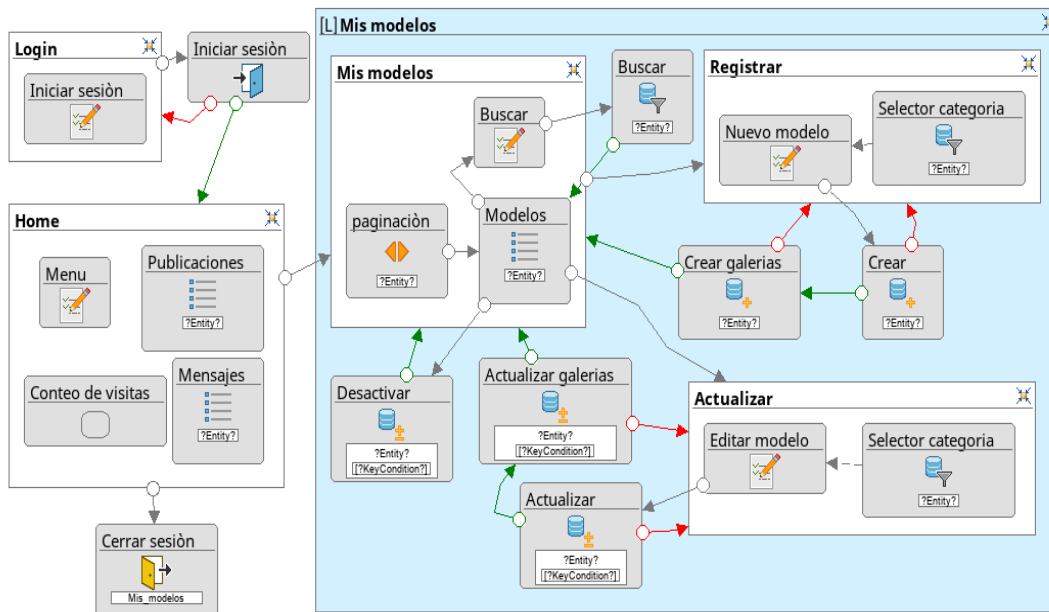 [L] Mis modelos
Login
Iniciar sesiòn
Iniciar sesiòn
Home
Menu
Publicaciones
?Entity?
Conteo de visitas
Mensajes
?Entity?
Cerrar sesiòn
Mis_modelos
Mis modelos
Buscar
paginaciòn
?Entity?
Modelos
?Entity?
Buscar
?Entity?
Registrar
Nuevo modelo
Selector categoria
?Entity?
Crear galerias
?Entity?
Crear
?Entity?
Desactivar
?Entity?
[?KeyCondition?]
Actualizar galerias
?Entity?
[?KeyCondition?]
Actualizar
?Entity?
[?KeyCondition?]
Actualizar
Editar modelo
Selector categoria
?Entity?